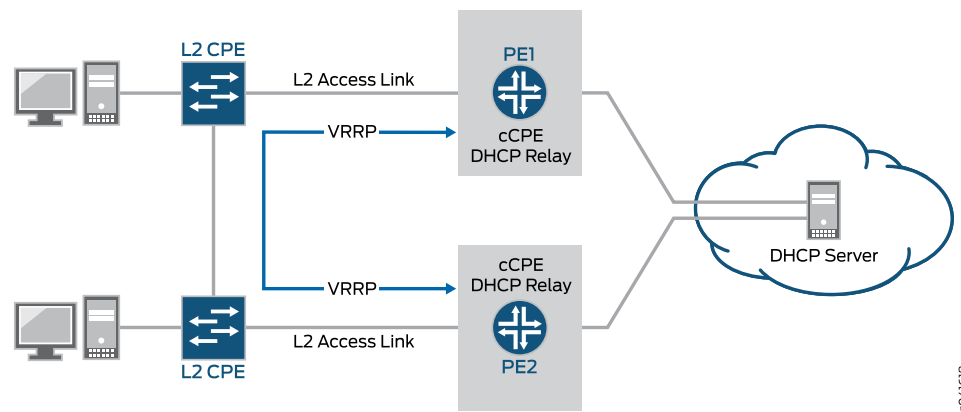 L2 CPE
L2 Access Link
PE1
cCPE
DHCP Relay
VRRP
DHCP Server
cCPE
DHCP Relay
VRRP
L2 Access Link
PE2
L2 CPE